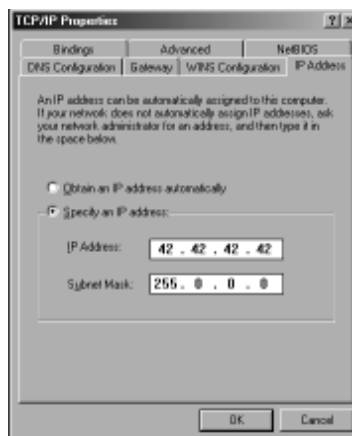 TCP/IP Properties ? ×
Bindings Advanced NetBIOS
DNS Configuration Gateway WINS Configuration IP Address
An IP address can be automatically assigned to this computer.
If your network does not automatically assign IP addresses, ask
your network administrator for an address, and then type it in
the space below.
Obtain an IP address automatically
Specify an IP address:
IP Address: 42 . 42 . 42 . 42
Subnet Mask: 255 . 0 . 0 . 0
OK Cancel